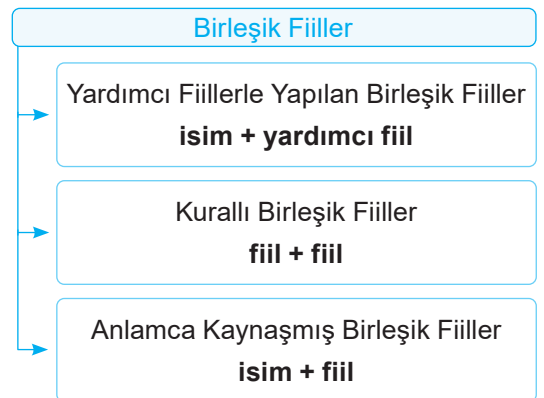 Birleşik Fiiller
Yardımcı Fiillerle Yapılan Birleşik Fiiller
isim + yardımcı fiil
Kurallı Birleşik Fiiller
fiil + fiil
Anlamca Kaynaşmış Birleşik Fiiller
isim + fiil